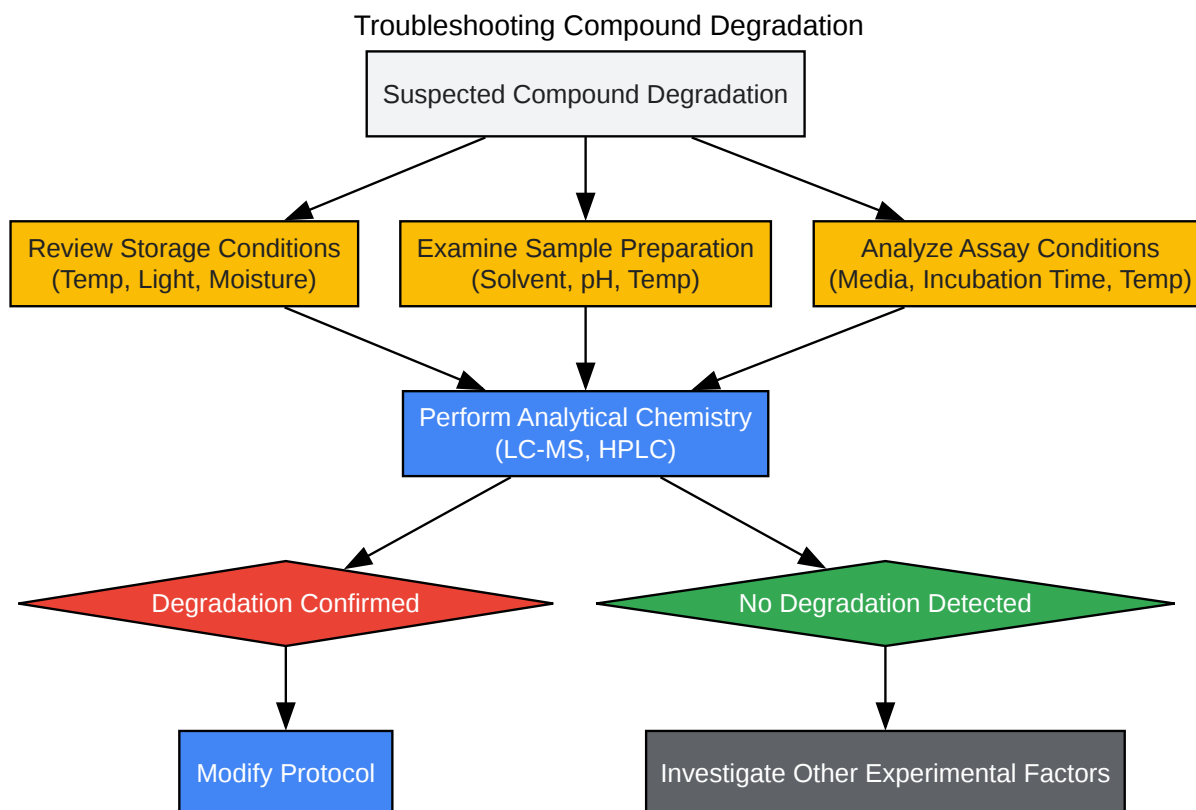 Troubleshooting Compound Degradation
Suspected Compound Degradation
Review Storage Conditions
(Temp, Light, Moisture)
Examine Sample Preparation
(Solvent, pH, Temp)
Analyze Assay Conditions
(Media, Incubation Time, Temp)
Perform Analytical Chemistry
(LC-MS, HPLC)
Degradation Confirmed
No Degradation Detected
Modify Protocol
Investigate Other Experimental Factors